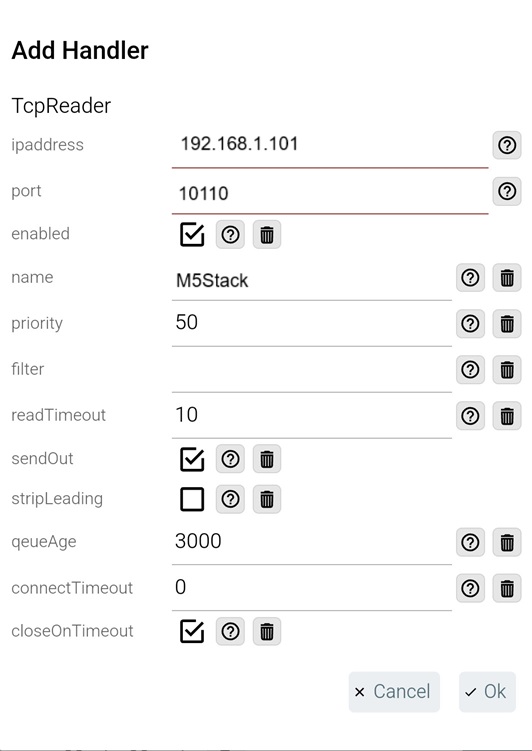 Add Handler
TcpReader
ipaddress 192.168.1.101
port 10110
enabled
name M5Stack
priority 50
filter
readTimeout 10
sendOut
stripLeading
qeueAge 3000
connectTimeout 0
closeOnTimeout
Cancel Ok